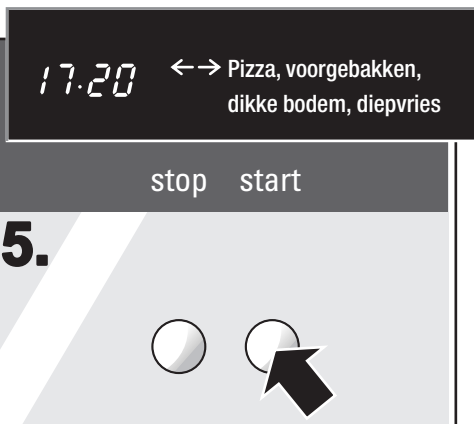 17.20 ←→ Pizza, voorgebakken,
dikke bodem, diepvries
stop start
5.